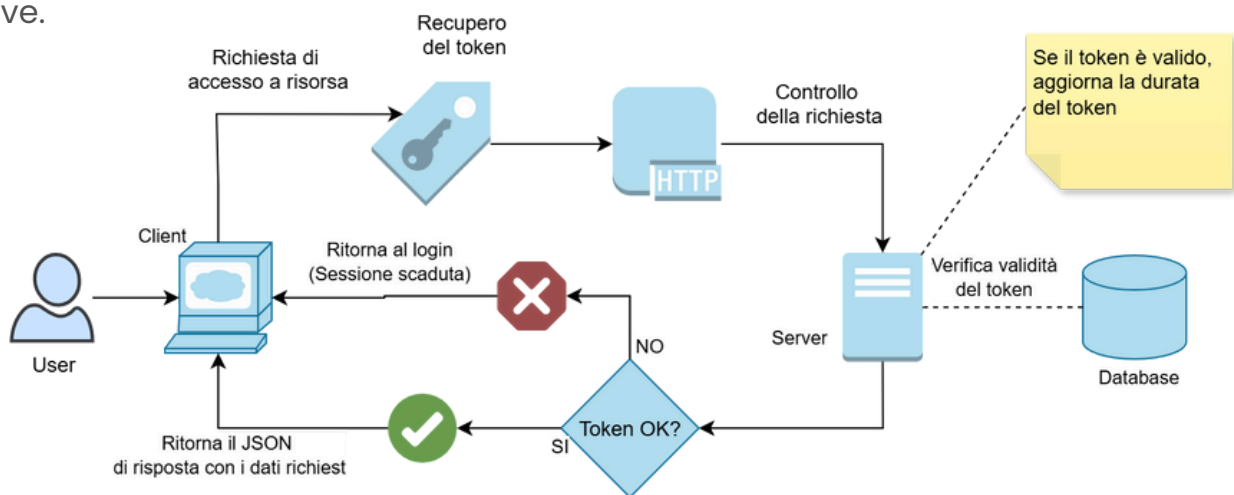 ve.
Recupero
del token
Richiesta di
accesso a risorsa
Controllo
della richiesta
Se il token è valido,
aggiorna la durata
del token
HTTP
Client
Ritorna al login
(Sessione scaduta)
Verifica validità
del token
User
Server
NO
Database
Token OK?
SI
Ritorna il JSON
di risposta con i dati richiest